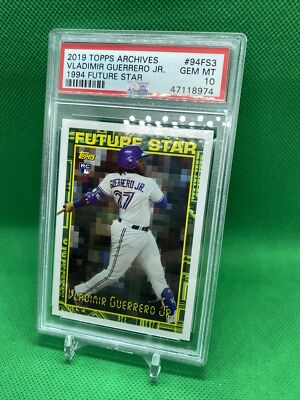 2019 TOPPS ARCHIVES #94FS3
VLADIMIR GUERRERO JR. GEM MT
1994 FUTURE STAR 10
PSA 47118974
FUTURE STAR
Topps
RC
GUERRERO JR.
27
VLADIMIR GUERRERO JR.